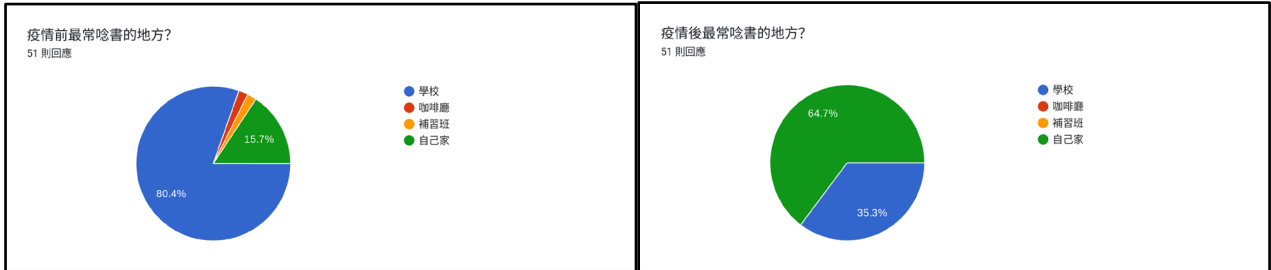 疫情前最常唸書的地方?
51 則回應
學校
咖啡廳
補習班
自己家
15.7%
80.4%
疫情後最常唸書的地方?
51 則回應
學校
咖啡廳
補習班
自己家
64.7%
35.3%